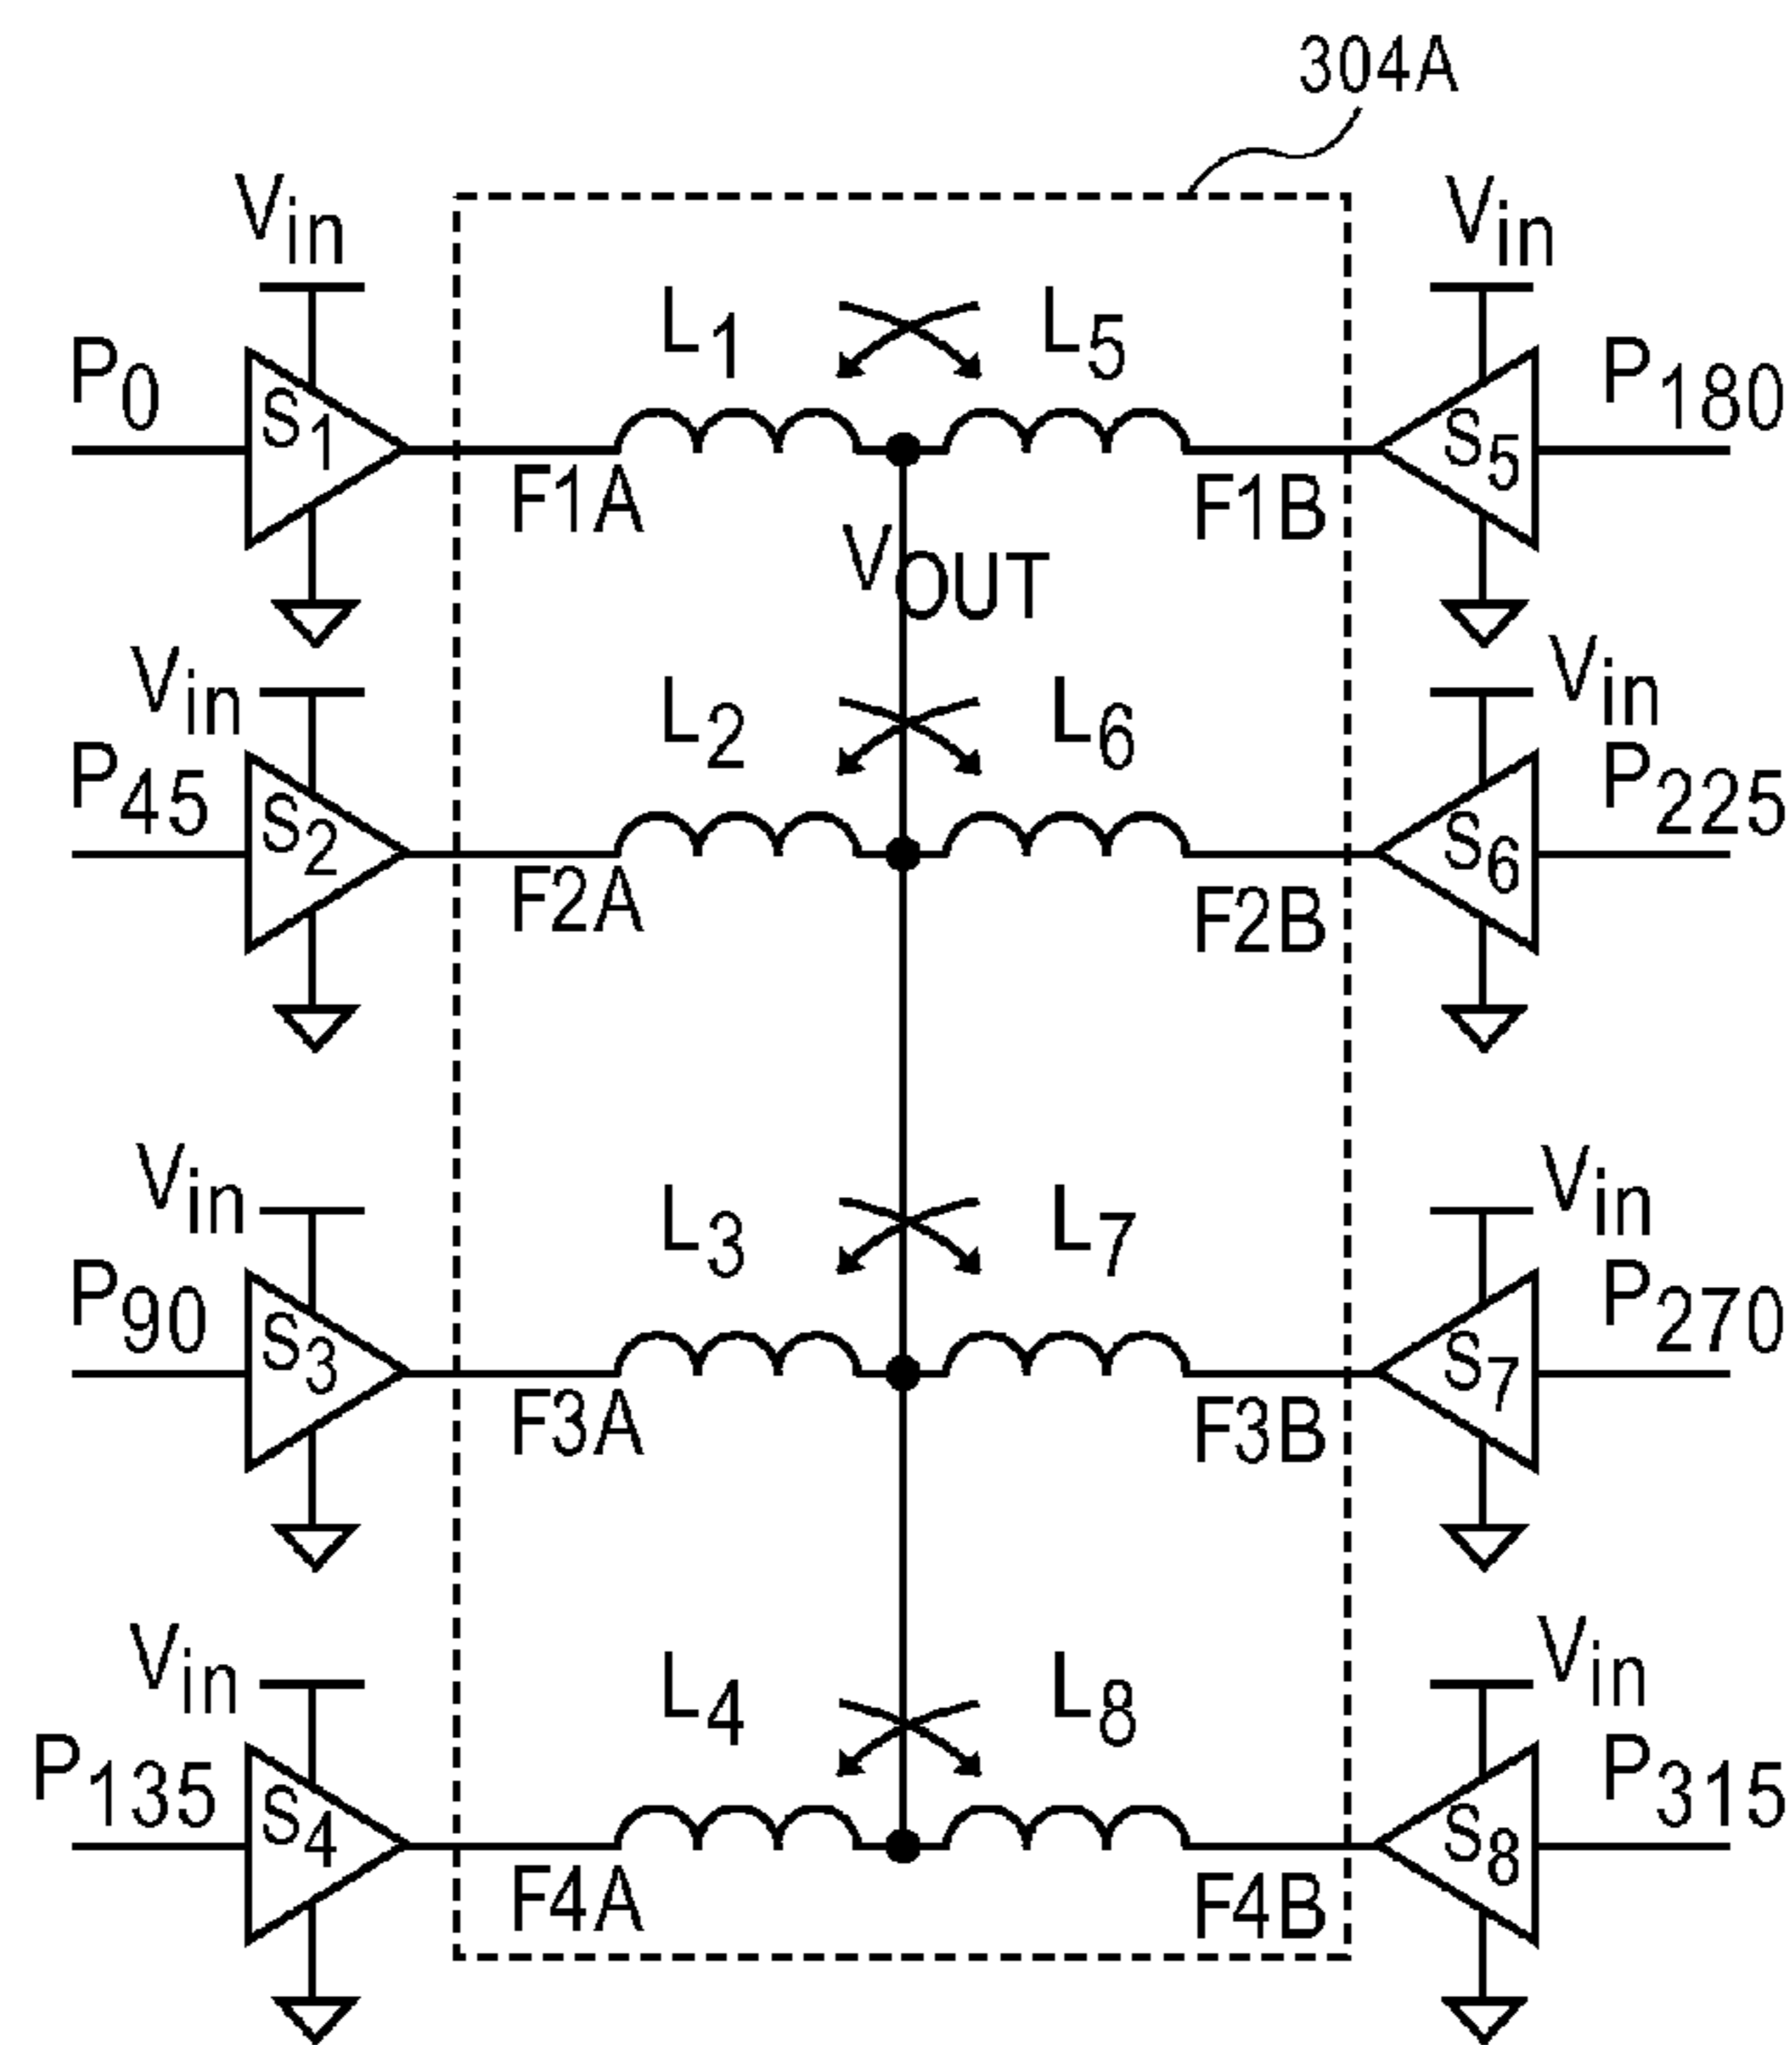 304A
Vin Vin
P0 S1 L1 L5 S5 P180
F1A F1B
VOUT
Vin Vin
P45 S2 L2 L6 S6 P225
F2A F2B
Vin Vin
P90 S3 L3 L7 S7 P270
F3A F3B
Vin Vin
P135 S4 L4 L8 S8 P315
F4A F4B